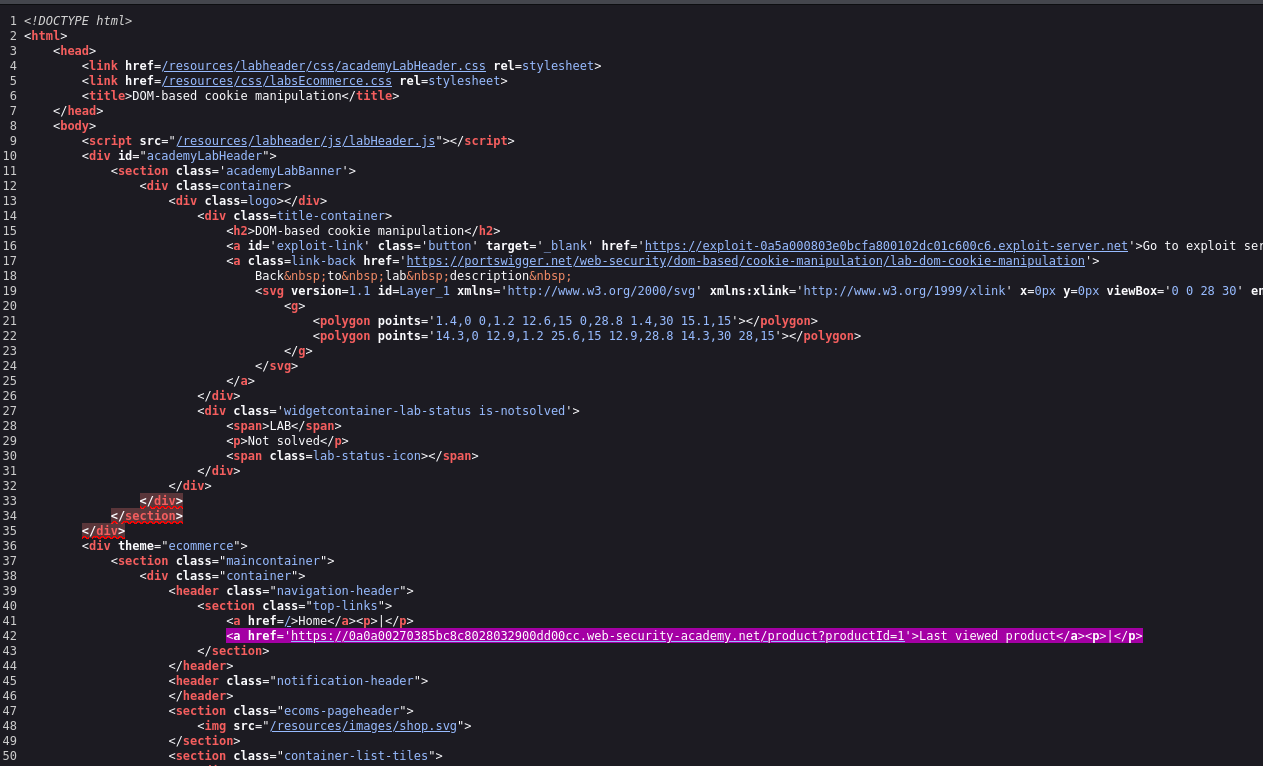 1 <!DOCTYPE html>
2 <html>
3 <head>
4 <link href=/resources/labheader/css/academyLabHeader.css rel=stylesheet>
5 <link href=/resources/css/labsEcommerce.css rel=stylesheet>
6 <title>DOM-based cookie manipulation</title>
7 </head>
8 <body>
9 <script src="/resources/labheader/js/labHeader.js"></script>
10 <div id="academyLabHeader">
11 <section class='academyLabBanner'>
12 <div class=container>
13 <div class=logo></div>
14 <div class=title-container>
15 <h2>DOM-based cookie manipulation</h2>
16 <a id='exploit-link' class='button' target='_blank' href='https://exploit-0a5a000803e0bcfa800102dc01c600c6.exploit-server.net'>Go to exploit ser
17 <a class=link-back href='https://portswigger.net/web-security/dom-based/cookie-manipulation/lab-dom-cookie-manipulation'>
18 Back&nbsp;to&nbsp;lab&nbsp;description&nbsp;
19 <svg version=1.1 id=Layer_1 xmlns='http://www.w3.org/2000/svg' xmlns:xlink='http://www.w3.org/1999/xlink' x=0px y=0px viewBox='0 0 28 30' en
20 <g>
21 <polygon points='1.4,0 0,1.2 12.6,15 0,28.8 1.4,30 15.1,15'></polygon>
22 <polygon points='14.3,0 12.9,1.2 25.6,15 12.9,28.8 14.3,30 28,15'></polygon>
23 </g>
24 </svg>
25 </a>
26 </div>
27 <div class='widgetcontainer-lab-status is-notsolved'>
28 <span>LAB</span>
29 <p>Not solved</p>
30 <span class=lab-status-icon></span>
31 </div>
32 </div>
33 </div>
34 </section>
35 </div>
36 <div theme="ecommerce">
37 <section class="maincontainer">
38 <div class="container">
39 <header class="navigation-header">
40 <section class="top-links">
41 <a href=/>Home</a><p>|</p>
42 <a href='https://0a0a00270385bc8c8028032900dd00cc.web-security-academy.net/product?productId=1'>Last viewed product</a><p>|</p>
43 </section>
44 </header>
45 <header class="notification-header">
46 </header>
47 <section class="ecoms-pageheader">
48 <img src="/resources/images/shop.svg">
49 </section>
50 <section class="container-list-tiles">